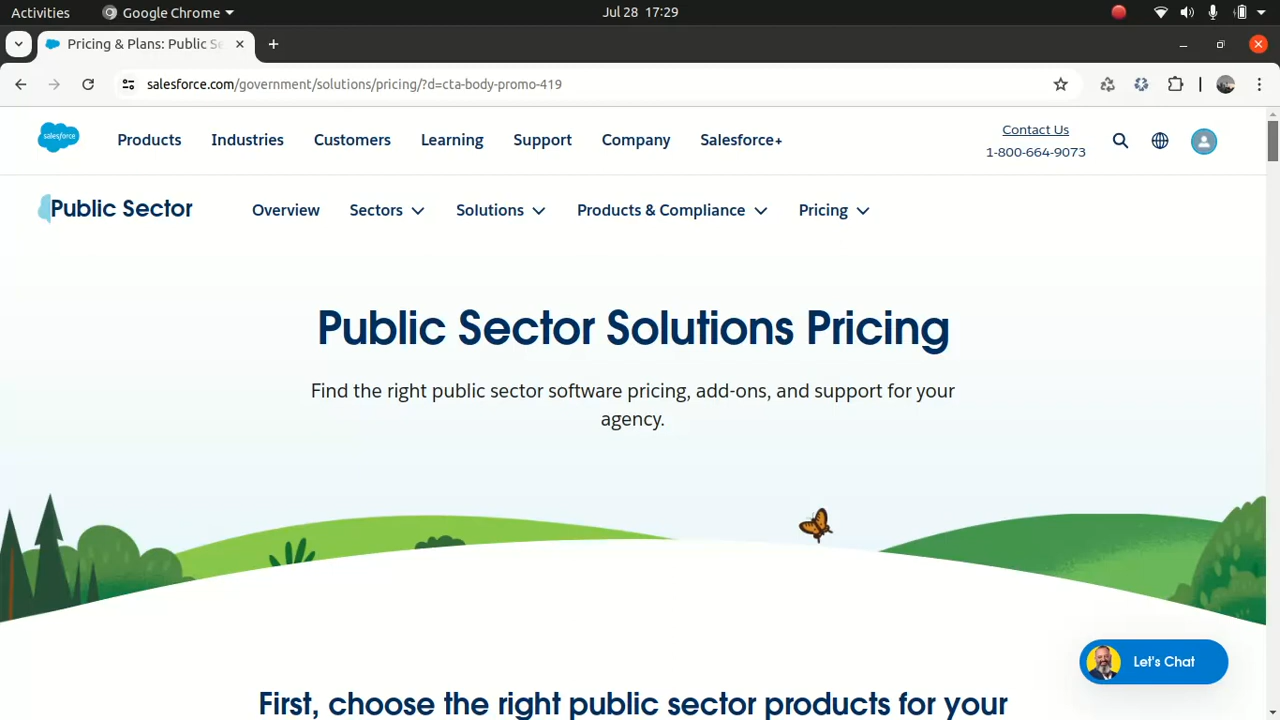 Activities
Google Chrome
Jul 28 17:29
Pricing & Plans: Public Se
salesforce.com/government/solutions/pricing/?d=cta-body-promo-419
salesforce
Products
Industries
Customers
Learning
Support
Company
Salesforce+
Contact Us
1-800-664-9073
Public Sector
Overview
Sectors
Solutions
Products & Compliance
Pricing
Public Sector Solutions Pricing
Find the right public sector software pricing, add-ons, and support for your
agency.
Let's Chat
First, choose the right public sector products for your